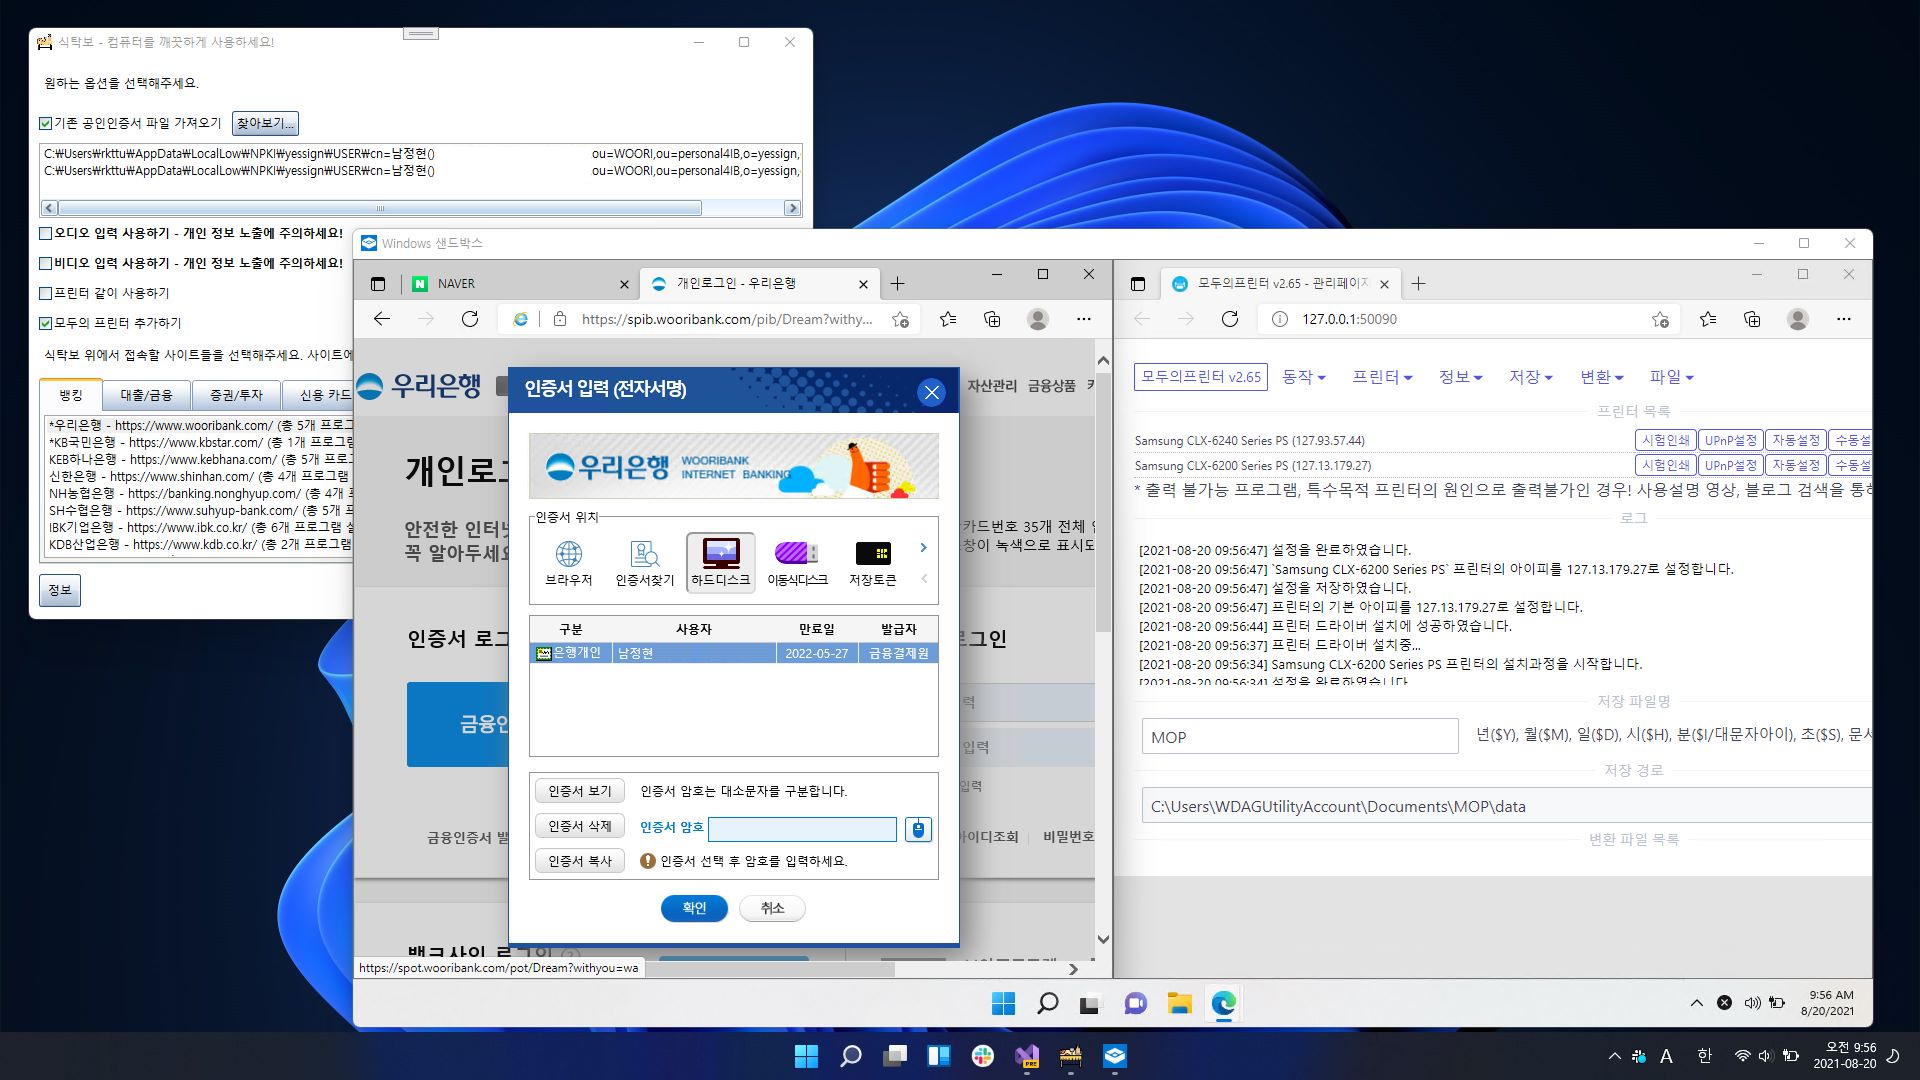 식탁보 - 컴퓨터를 깨끗하게 사용하세요!
원하는 옵션을 선택해주세요.
기존 공인인증서 파일 가져오기
찾아보기...
C:₩Users₩rkttu₩AppData₩LocalLow₩NPKI₩yessign₩USER₩cn=남정현() ou=WOORI,ou=personal4IB,o=yessign,
C:₩Users₩rkttu₩AppData₩LocalLow₩NPKI₩yessign₩USER₩cn=남정현() ou=WOORI,ou=personal4IB,o=yessign,
오디오 입력 사용하기 - 개인 정보 노출에 주의하세요!
비디오 입력 사용하기 - 개인 정보 노출에 주의하세요!
프린터 같이 사용하기
모두의 프린터 추가하기
식탁보 위에서 접속할 사이트들을 선택해주세요. 사이트에
뱅킹 대출/금융 증권/투자 신용 카드
*우리은행 - https://www.wooribank.com/ (총 5개 프로그
*KB국민은행 - https://www.kbstar.com/ (총 1개 프로그램
KEB하나은행 - https://www.kebhana.com/ (총 5개 프로
신한은행 - https://www.shinhan.com/ (총 4개 프로그램
NH농협은행 - https://banking.nonghyup.com/ (총 4개 프
SH수협은행 - https://www.suhyup-bank.com/ (총 5개 프
IBK기업은행 - https://www.ibk.co.kr/ (총 6개 프로그램 설
KDB산업은행 - https://www.kdb.co.kr/ (총 2개 프로그램
정보
Windows 샌드박스
NAVER
개인로그인 - 우리은행
https://spib.wooribank.com/pib/Dream?withy...
우리은행
자산관리 금융상품
개인로그
안전한 인터넷
꼭 알아두세요
카드번호 35개 전체 입
창이 녹색으로 표시되
인증서 로그
로그인
금융인
력
입력
입력
금융인증서 발
아이디조회 비밀번호
뱅크사인 로그인
https://spot.wooribank.com/pot/Dream?withyou=wa
인증서 입력 (전자서명)
우리은행 WOORIBANK
INTERNET BANKING
인증서 위치
브라우저 인증서찾기 하드디스크 이동식디스크 저장토큰
구분 사용자 만료일 발급자
은행개인 남정현 2022-05-27 금융결제원
인증서 보기 인증서 암호는 대소문자를 구분합니다.
인증서 삭제 인증서 암호
인증서 복사 인증서 선택 후 암호를 입력하세요.
확인 취소
모두의프린터 v2.65 - 관리페이지
127.0.0.1:50090
모두의프린터 v2.65 동작 프린터 정보 저장 변환 파일
프린터 목록
Samsung CLX-6240 Series PS (127.93.57.44) 시험인쇄 UPnP설정 자동설정 수동설
Samsung CLX-6200 Series PS (127.13.179.27) 시험인쇄 UPnP설정 자동설정 수동설
* 출력 불가능 프로그램, 특수목적 프린터의 원인으로 출력불가인 경우! 사용설명 영상, 블로그 검색을 통하
로그
[2021-08-20 09:56:47] 설정을 완료하였습니다.
[2021-08-20 09:56:47] `Samsung CLX-6200 Series PS` 프린터의 아이피를 127.13.179.27로 설정합니다.
[2021-08-20 09:56:47] 설정을 저장하였습니다.
[2021-08-20 09:56:47] 프린터의 기본 아이피를 127.13.179.27로 설정합니다.
[2021-08-20 09:56:44] 프린터 드라이버 설치에 성공하였습니다.
[2021-08-20 09:56:37] 프린터 드라이버 설치중...
[2021-08-20 09:56:34] Samsung CLX-6200 Series PS 프린터의 설치과정을 시작합니다.
[2021-08-20 09:56:34] 설정을 완료하였습니다.
저장 파일명
MOP 년($Y), 월($M), 일($D), 시($H), 분($I/대문자아이), 초($S), 문서
저장 경로
C:\Users\WDAGUtilityAccount\Documents\MOP\data
변환 파일 목록
9:56 AM
8/20/2021
A 한
오전 9:56
2021-08-20